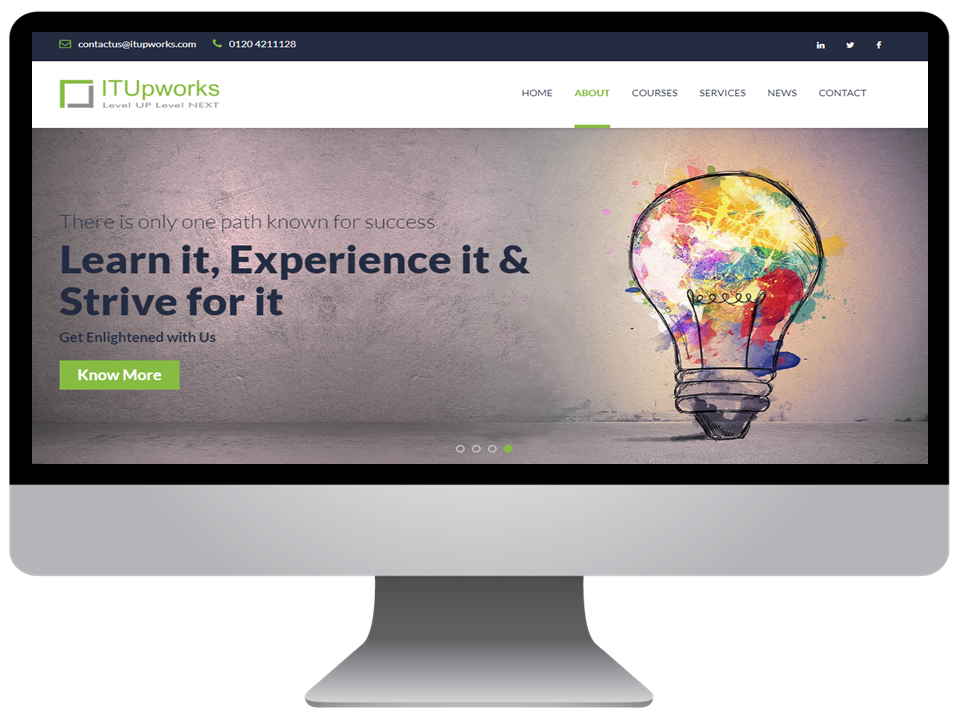 contactus@itupworks.com 0120 4211128
ITUpworks
Level UP Level NEXT
HOME ABOUT COURSES SERVICES NEWS CONTACT
There is only one path known for success
Learn it, Experience it &
Strive for it
Get Enlightened with Us
Know More